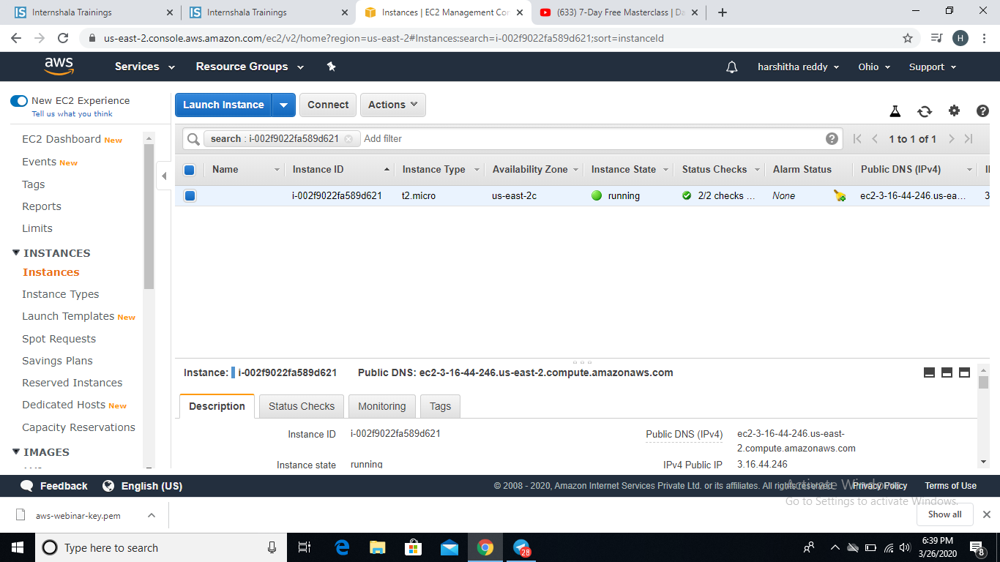 Internshala Trainings
Internshala Trainings
Instances | EC2 Management Con
(633) 7-Day Free Masterclass | Da
us-east-2.console.aws.amazon.com/ec2/v2/home?region=us-east-2#Instances:search=i-002f9022fa589d621;sort=instanceId
H
aws Services Resource Groups harshitha reddy Ohio Support
New EC2 Experience
Tell us what you think
EC2 Dashboard New
Events New
Tags
Reports
Limits
INSTANCES
Instances
Instance Types
Launch Templates New
Spot Requests
Savings Plans
Reserved Instances
Dedicated Hosts New
Capacity Reservations
IMAGES
Launch Instance Connect Actions
search : i-002f9022fa589d621 Add filter 1 to 1 of 1
Name Instance ID Instance Type Availability Zone Instance State Status Checks Alarm Status Public DNS (IPv4)
i-002f9022fa589d621 t2.micro us-east-2c running 2/2 checks ... None ec2-3-16-44-246.us-ea... 3
Instance: i-002f9022fa589d621 Public DNS: ec2-3-16-44-246.us-east-2.compute.amazonaws.com
Description Status Checks Monitoring Tags
Instance ID i-002f9022fa589d621 Public DNS (IPv4) ec2-3-16-44-246.us-east-
2.compute.amazonaws.com
Instance state running IPv4 Public IP 3.16.44.246
Feedback English (US) © 2008 - 2020, Amazon Internet Services Private Ltd. or its affiliates. All rights reserved. Privacy Policy Terms of Use
Activate Windows
Go to Settings to activate Windows.
aws-webinar-key.pem Show all
Type here to search
28
6:39 PM
3/26/2020
8